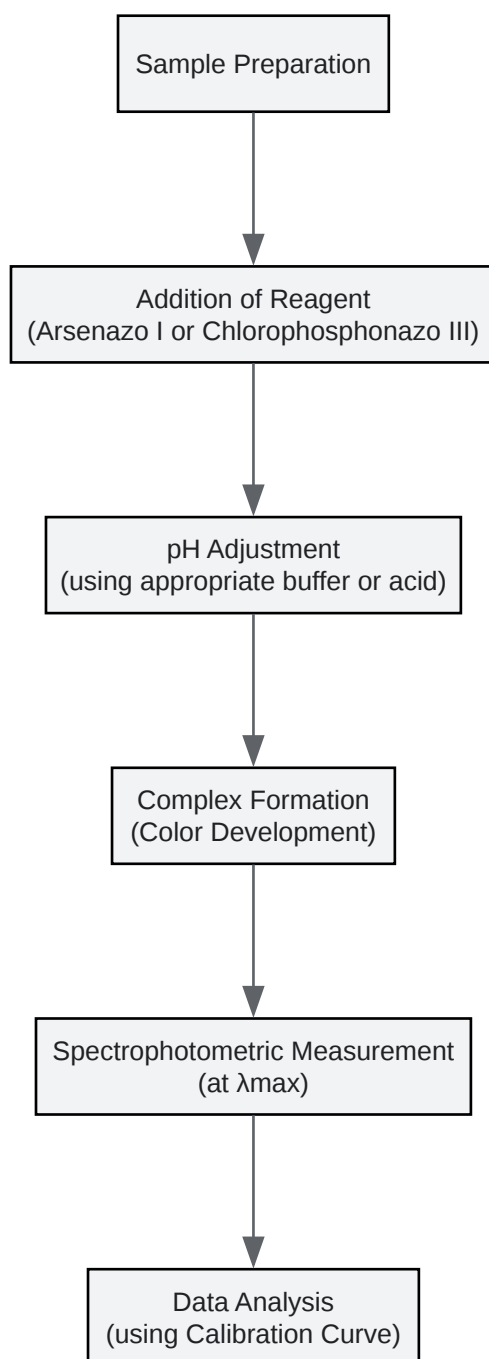 Sample Preparation
Addition of Reagent
(Arsenazo I or Chlorophosphonazo III)
pH Adjustment
(using appropriate buffer or acid)
Complex Formation
(Color Development)
Spectrophotometric Measurement
(at λmax)
Data Analysis
(using Calibration Curve)